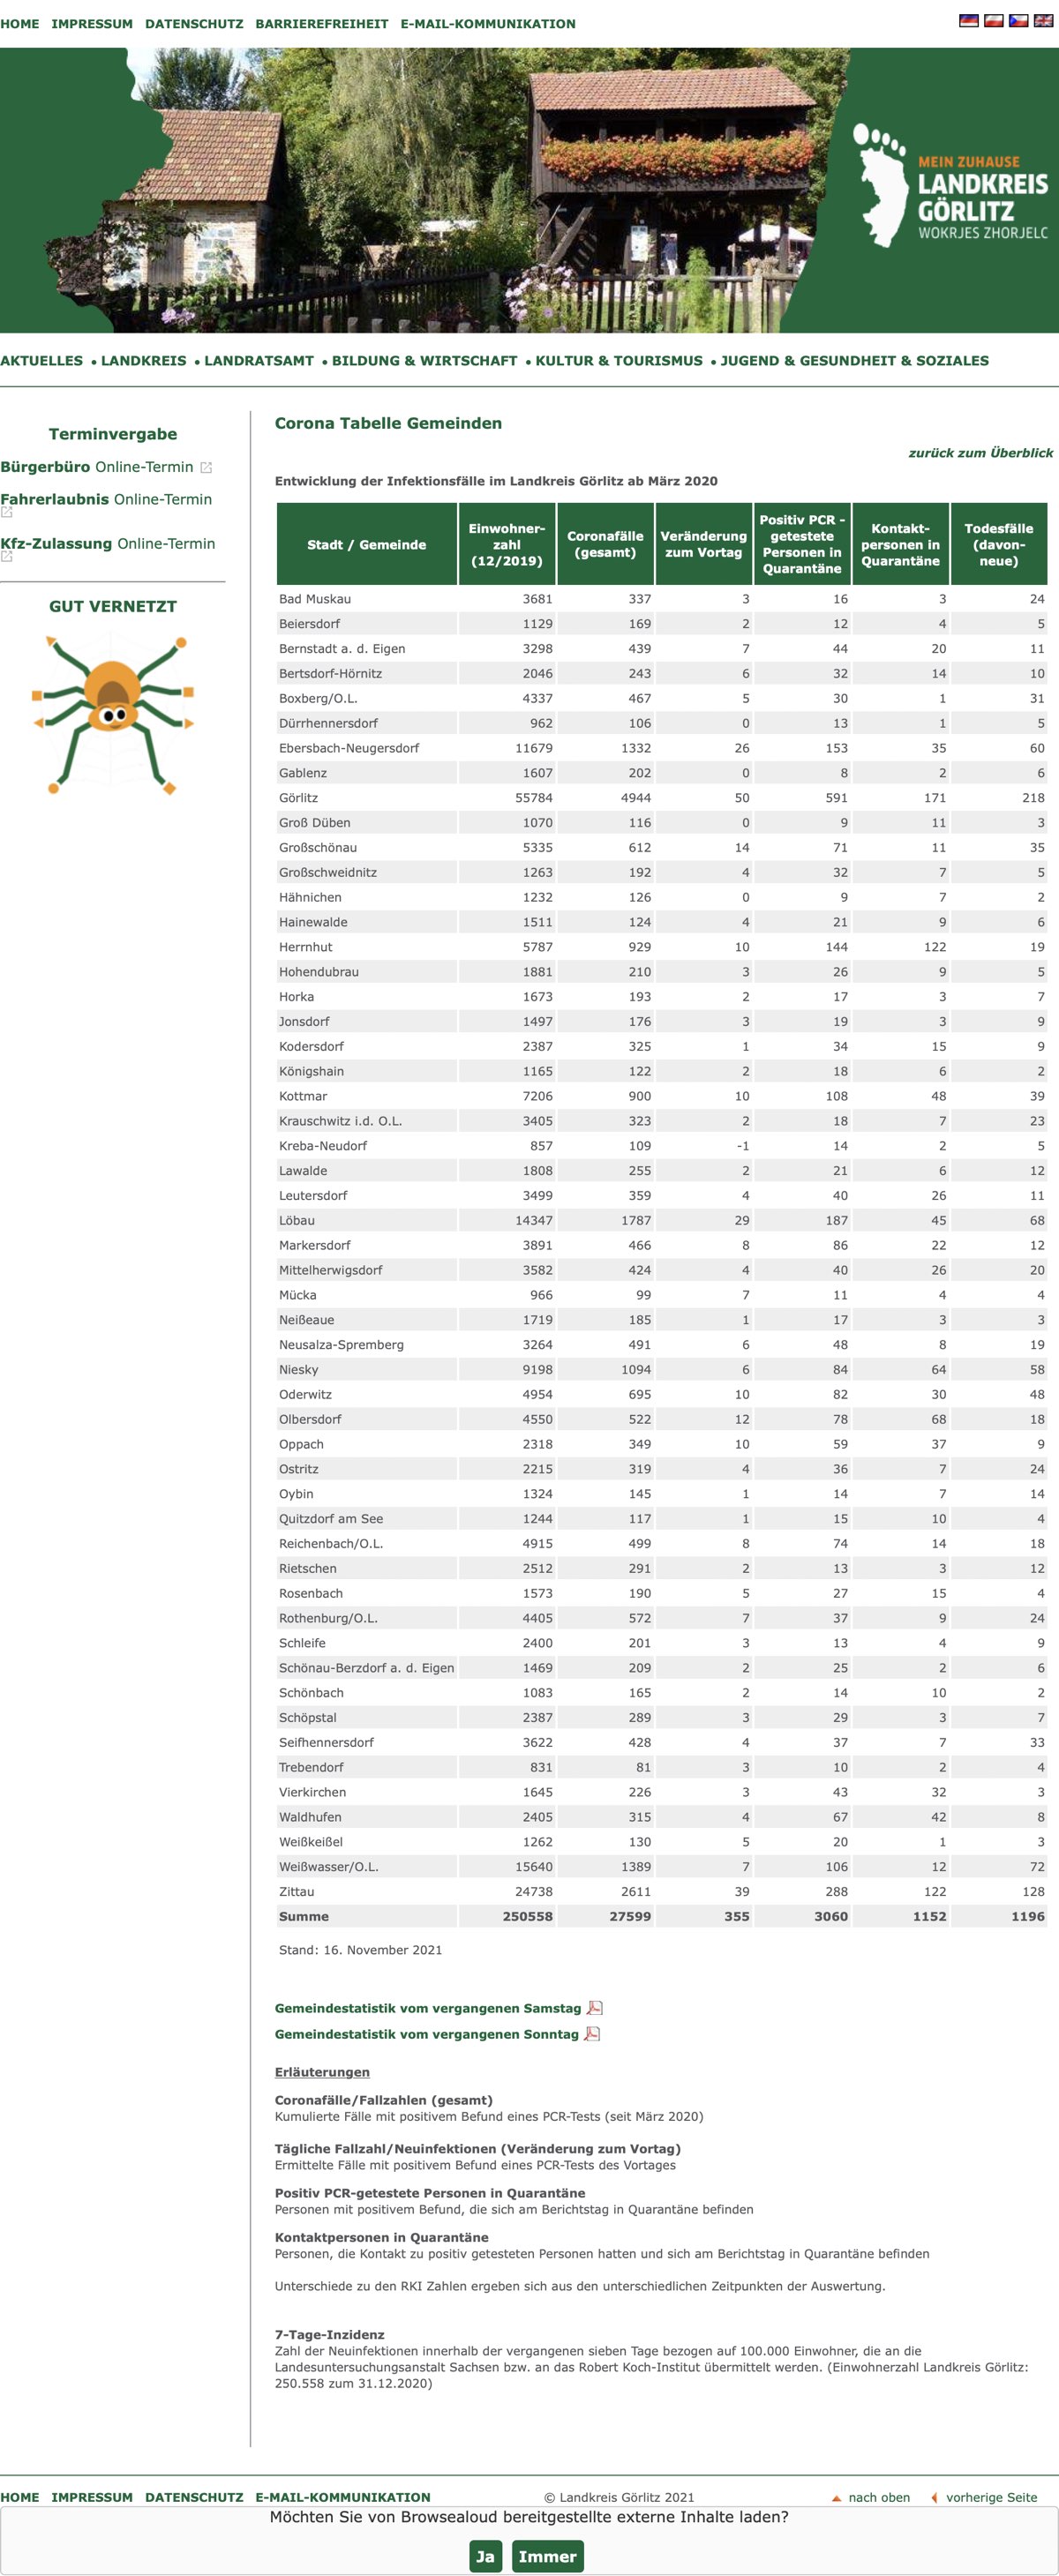 HOME IMPRESSUM DATENSCHUTZ BARRIEREFREIHEIT E-MAIL-KOMMUNIKATION
MEIN ZUHAUSE
LANDKREIS
GÖRLITZ
WOKRJES ZHORJELC
AKTUELLES • LANDKREIS • LANDRATSAMT • BILDUNG & WIRTSCHAFT • KULTUR & TOURISMUS • JUGEND & GESUNDHEIT & SOZIALES
Terminvergabe
Bürgerbüro Online-Termin
Fahrerlaubnis Online-Termin
Kfz-Zulassung Online-Termin
GUT VERNETZT
Corona Tabelle Gemeinden
zurück zum Überblick
Entwicklung der Infektionsfälle im Landkreis Görlitz ab März 2020
Stadt / Gemeinde Einwohner-zahl (12/2019) Coronafälle (gesamt) Veränderung zum Vortag Positiv PCR - getestete Personen in Quarantäne Kontakt-personen in Quarantäne Todesfälle (davon-neue)
Bad Muskau 3681 337 3 16 3 24
Beiersdorf 1129 169 2 12 4 5
Bernstadt a. d. Eigen 3298 439 7 44 20 11
Bertsdorf-Hörnitz 2046 243 6 32 14 10
Boxberg/O.L. 4337 467 5 30 1 31
Dürrhennersdorf 962 106 0 13 1 5
Ebersbach-Neugersdorf 11679 1332 26 153 35 60
Gablenz 1607 202 0 8 2 6
Görlitz 55784 4944 50 591 171 218
Groß Düben 1070 116 0 9 11 3
Großschönau 5335 612 14 71 11 35
Großschweidnitz 1263 192 4 32 7 5
Hähnichen 1232 126 0 9 7 2
Hainewalde 1511 124 4 21 9 6
Herrnhut 5787 929 10 144 122 19
Hohendubrau 1881 210 3 26 9 5
Horka 1673 193 2 17 3 7
Jonsdorf 1497 176 3 19 3 9
Kodersdorf 2387 325 1 34 15 9
Königshain 1165 122 2 18 6 2
Kottmar 7206 900 10 108 48 39
Krauschwitz i.d. O.L. 3405 323 2 18 7 23
Kreba-Neudorf 857 109 -1 14 2 5
Lawalde 1808 255 2 21 6 12
Leutersdorf 3499 359 4 40 26 11
Löbau 14347 1787 29 187 45 68
Markersdorf 3891 466 8 86 22 12
Mittelherwigsdorf 3582 424 4 40 26 20
Mücka 966 99 7 11 4 4
Neißeaue 1719 185 1 17 3 3
Neusalza-Spremberg 3264 491 6 48 8 19
Niesky 9198 1094 6 84 64 58
Oderwitz 4954 695 10 82 30 48
Olbersdorf 4550 522 12 78 68 18
Oppach 2318 349 10 59 37 9
Ostritz 2215 319 4 36 7 24
Oybin 1324 145 1 14 7 14
Quitzdorf am See 1244 117 1 15 10 4
Reichenbach/O.L. 4915 499 8 74 14 18
Rietschen 2512 291 2 13 3 12
Rosenbach 1573 190 5 27 15 4
Rothenburg/O.L. 4405 572 7 37 9 24
Schleife 2400 201 3 13 4 9
Schönau-Berzdorf a. d. Eigen 1469 209 2 25 2 6
Schönbach 1083 165 2 14 10 2
Schöpstal 2387 289 3 29 3 7
Seifhennersdorf 3622 428 4 37 7 33
Trebendorf 831 81 3 10 2 4
Vierkirchen 1645 226 3 43 32 3
Waldhufen 2405 315 4 67 42 8
Weißkeißel 1262 130 5 20 1 3
Weißwasser/O.L. 15640 1389 7 106 12 72
Zittau 24738 2611 39 288 122 128
Summe 250558 27599 355 3060 1152 1196
Stand: 16. November 2021
Gemeindestatistik vom vergangenen Samstag
Gemeindestatistik vom vergangenen Sonntag
Erläuterungen
Coronafälle/Fallzahlen (gesamt)
Kumulierte Fälle mit positivem Befund eines PCR-Tests (seit März 2020)
Tägliche Fallzahl/Neuinfektionen (Veränderung zum Vortag)
Ermittelte Fälle mit positivem Befund eines PCR-Tests des Vortages
Positiv PCR-getestete Personen in Quarantäne
Personen mit positivem Befund, die sich am Berichtstag in Quarantäne befinden
Kontaktpersonen in Quarantäne
Personen, die Kontakt zu positiv getesteten Personen hatten und sich am Berichtstag in Quarantäne befinden
Unterschiede zu den RKI Zahlen ergeben sich aus den unterschiedlichen Zeitpunkten der Auswertung.
7-Tage-Inzidenz
Zahl der Neuinfektionen innerhalb der vergangenen sieben Tage bezogen auf 100.000 Einwohner, die an die
Landesuntersuchungsanstalt Sachsen bzw. an das Robert Koch-Institut übermittelt werden. (Einwohnerzahl Landkreis Görlitz:
250.558 zum 31.12.2020)
HOME IMPRESSUM DATENSCHUTZ E-MAIL-KOMMUNIKATION © Landkreis Görlitz 2021 nach oben vorherige Seite
Möchten Sie von Browsealoud bereitgestellte externe Inhalte laden?
Ja Immer